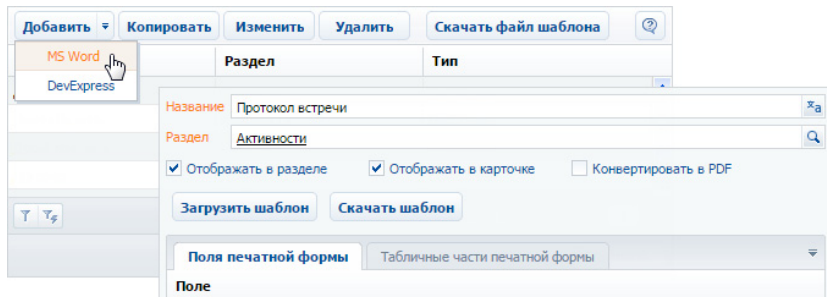 Добавить Копировать Изменить Удалить Скачать файл шаблона
MS Word Раздел Тип
DevExpress
Название Протокол встречи
Раздел Активности
Отображать в разделе Отображать в карточке Конвертировать в PDF
Загрузить шаблон Скачать шаблон
Поля печатной формы Табличные части печатной формы
Поле